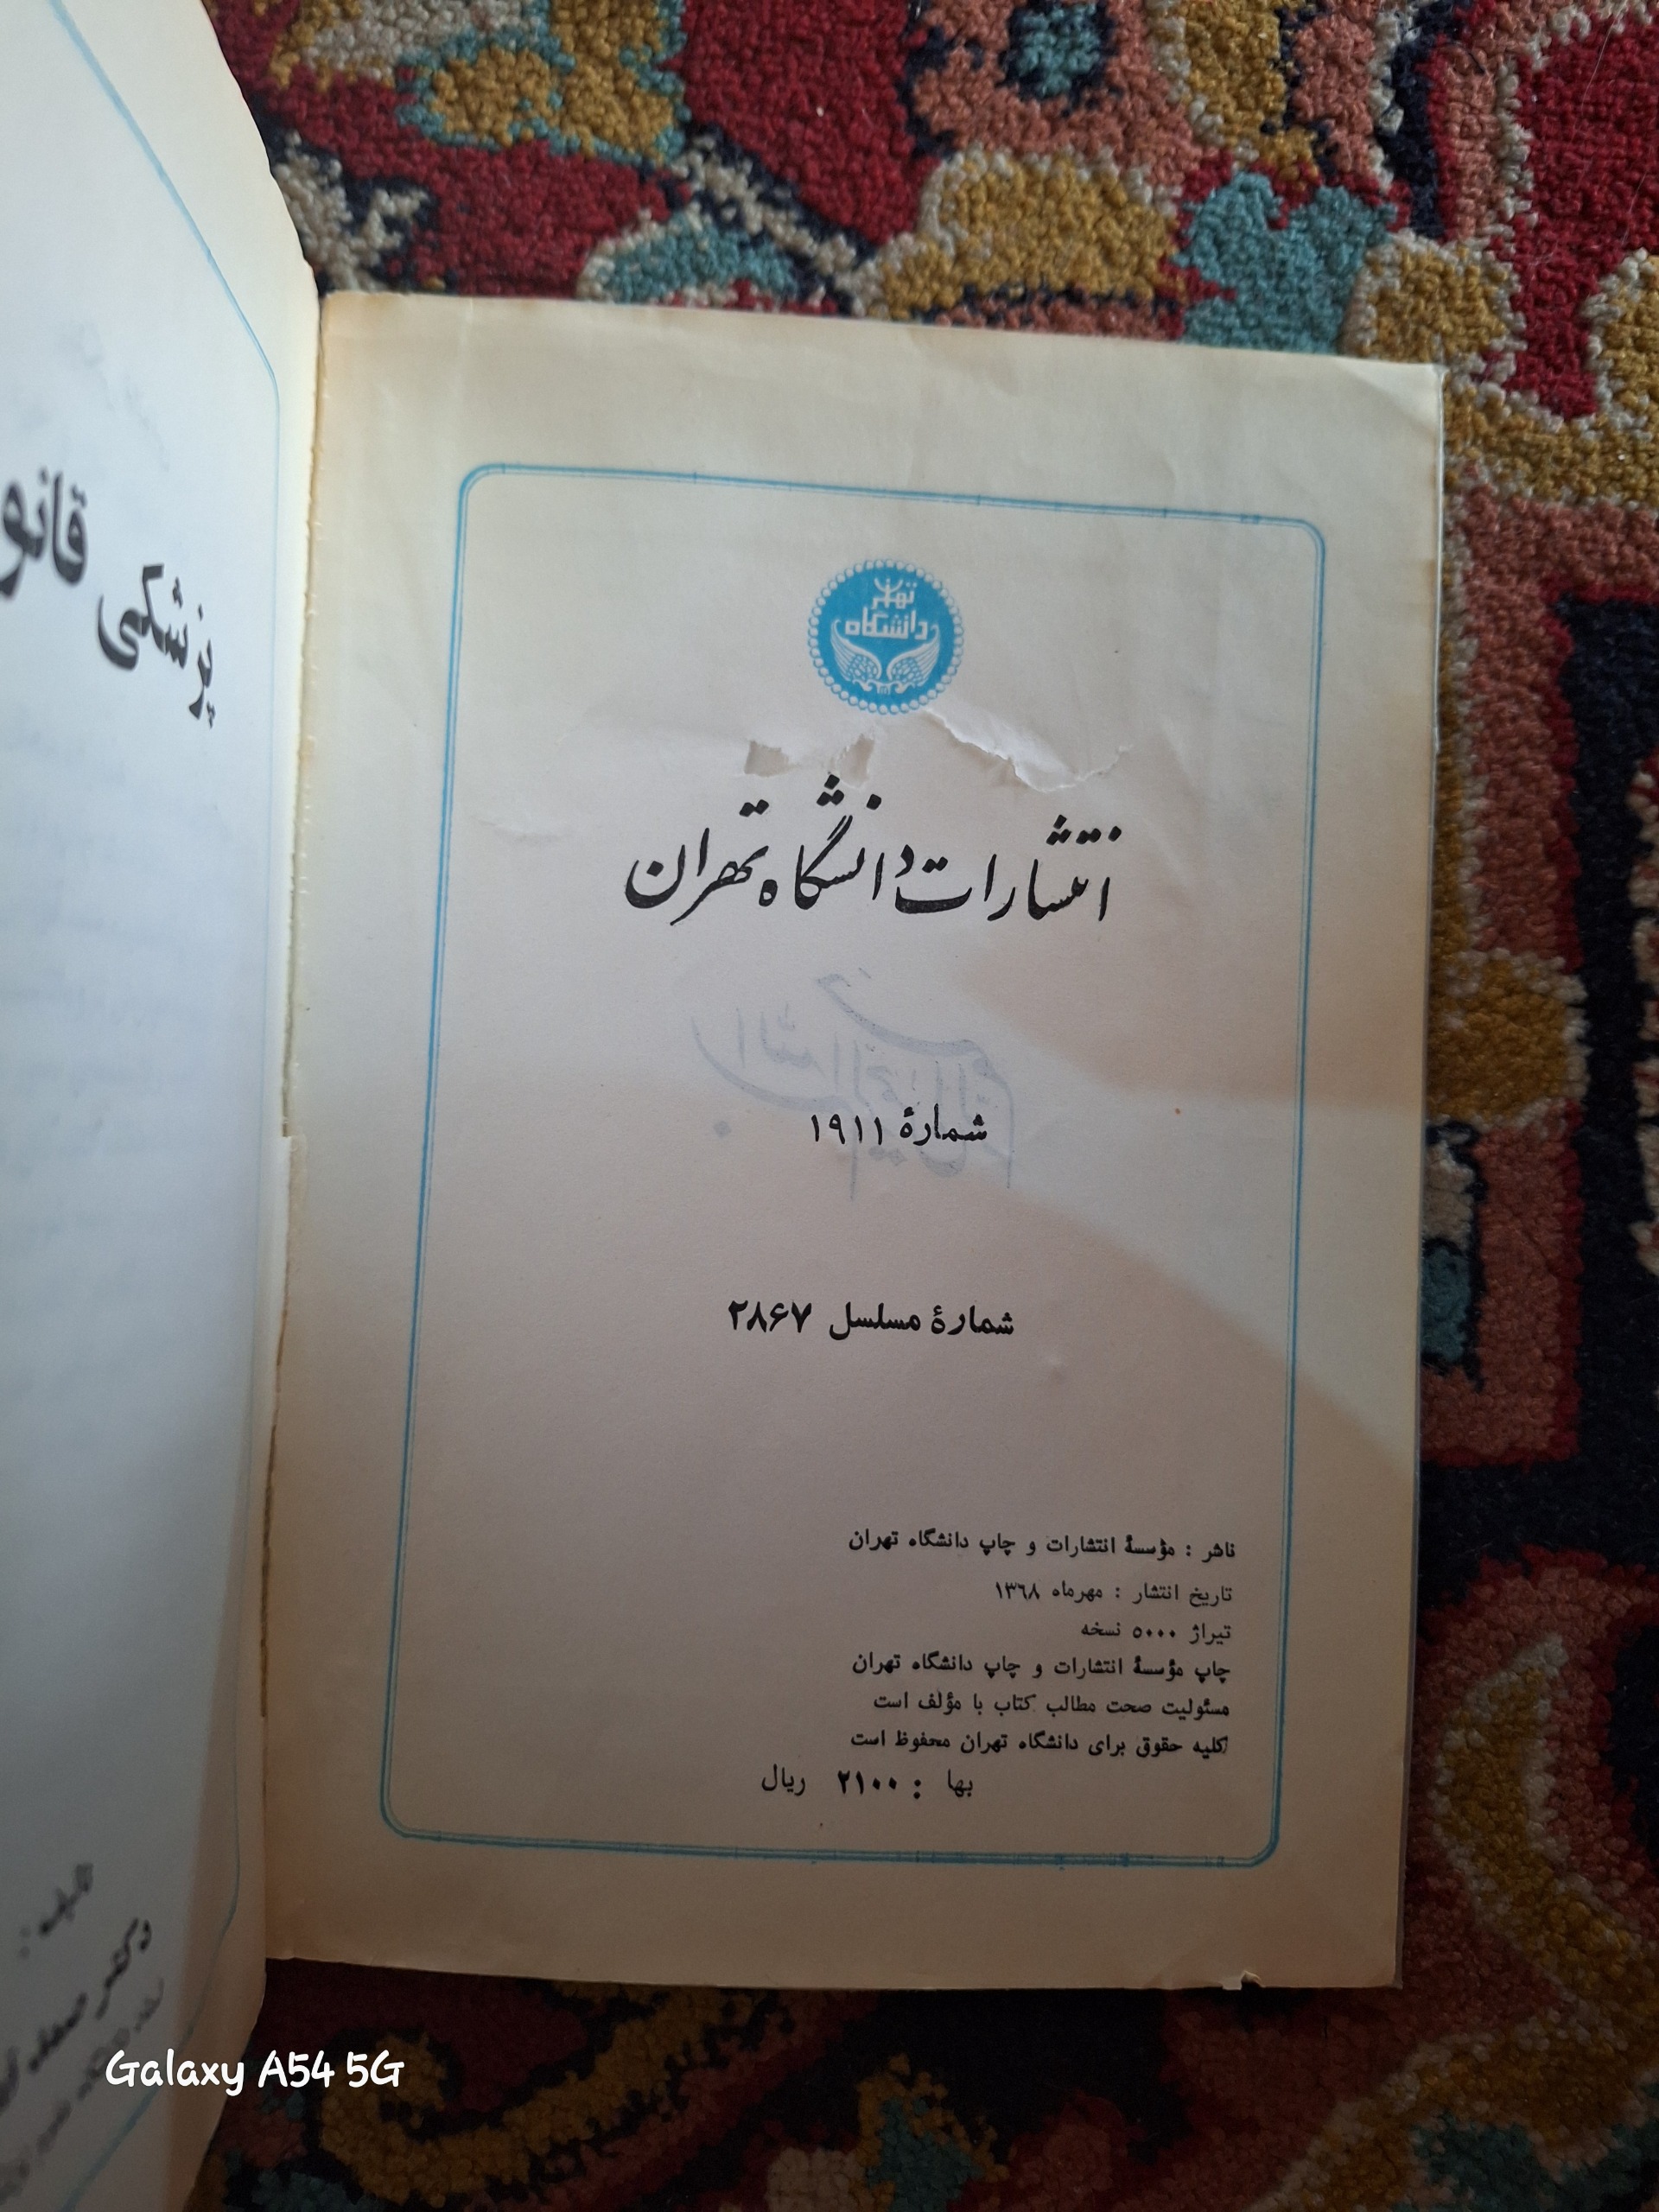 دانشگاه تهران
انتشارات دانشگاه تهران
شمارهٔ ۱۹۱۱
شمارهٔ مسلسل ۲۸۶۷
ناشر : مؤسسهٔ انتشارات و چاپ دانشگاه تهران
تاریخ انتشار : مهرماه ۱۳۶۸
تیراژ ۵۰۰۰ نسخه
چاپ مؤسسهٔ انتشارات و چاپ دانشگاه تهران
مسئولیت صحت مطالب کتاب با مؤلف است
کلیه حقوق برای دانشگاه تهران محفوظ است
بها : ۲۱۰۰ ریال
پزشکی قانو
تألیف :
دکتر
Galaxy A54 5G